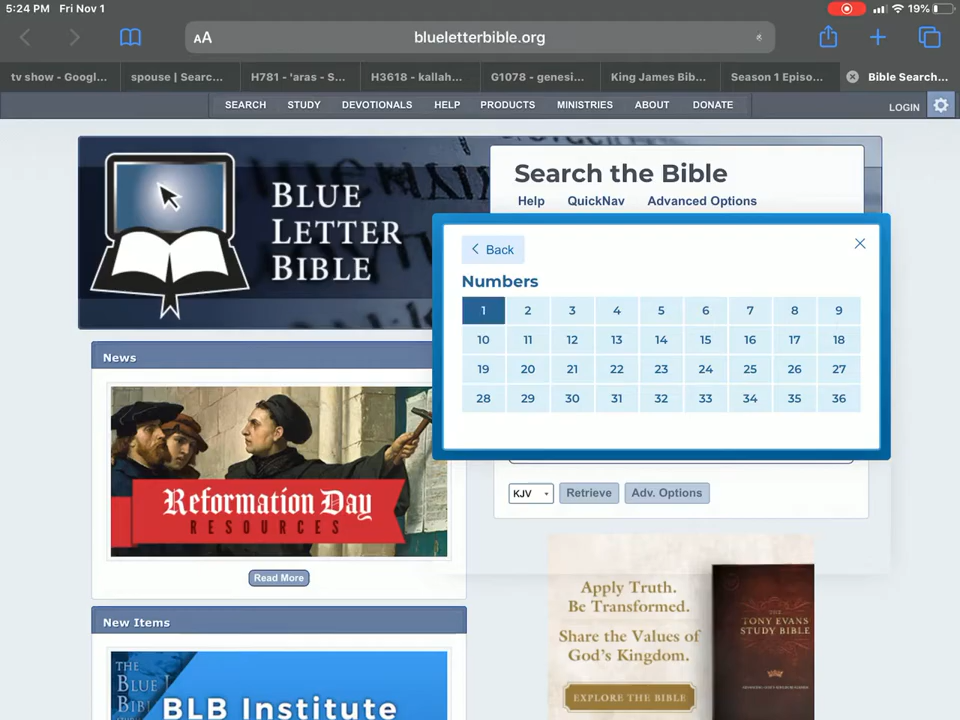 5:24 PM Fri Nov 1
19%
AA
blueletterbible.org
tv show - Googl...
spouse | Searc...
H781 - 'aras - S...
H3618 - kallah...
G1078 - genesi...
King James Bib...
Season 1 Episo...
Bible Search...
SEARCH STUDY DEVOTIONALS HELP PRODUCTS MINISTRIES ABOUT DONATE
LOGIN
BLUE
LETTER
BIBLE
Search the Bible
Help QuickNav Advanced Options
Back
Numbers
1 2 3 4 5 6 7 8 9
10 11 12 13 14 15 16 17 18
19 20 21 22 23 24 25 26 27
28 29 30 31 32 33 34 35 36
KJV Retrieve Adv. Options
News
Reformation Day
RESOURCES
Read More
New Items
THE
BLUE
BIBL
BLB Institute
Apply Truth.
Be Transformed.
Share the Values of
God's Kingdom.
EXPLORE THE BIBLE
THE
TONY EVANS
STUDY BIBLE